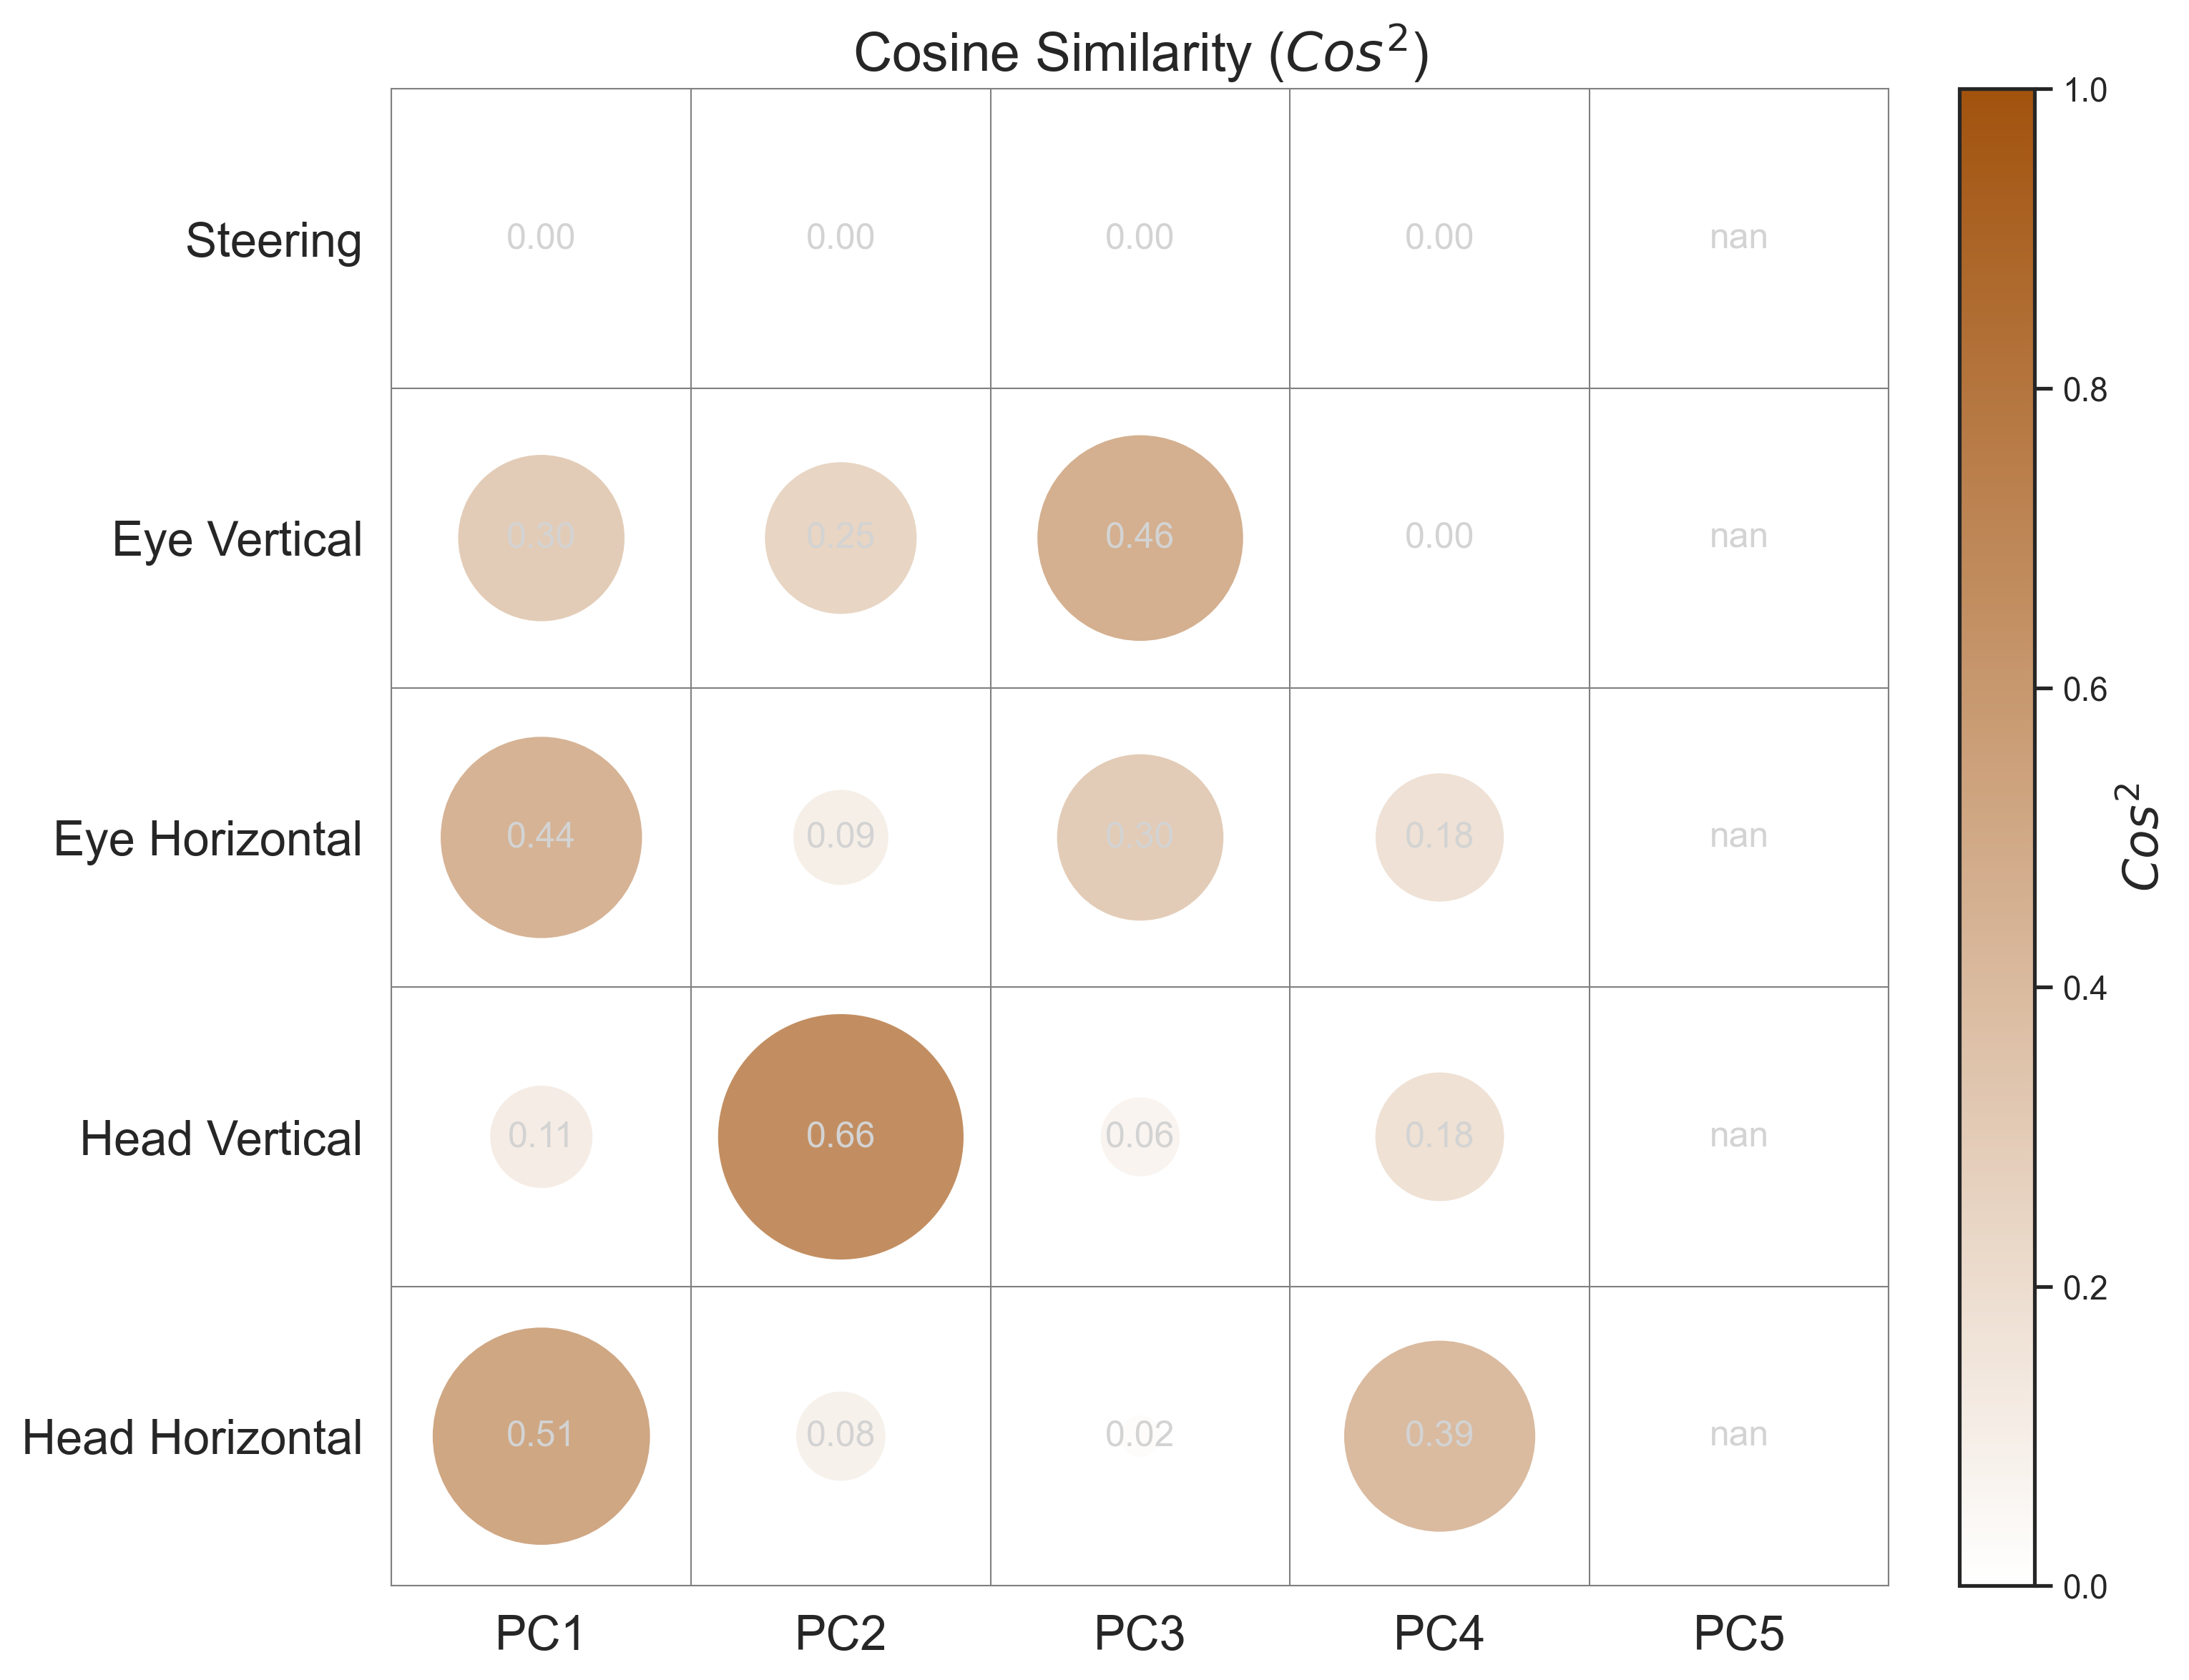 Cosine Similarity (Cos²)
Steering 0.00 0.00 0.00 0.00 nan
Eye Vertical 0.30 0.25 0.46 0.00 nan
Eye Horizontal 0.44 0.09 0.30 0.18 nan
Head Vertical 0.11 0.66 0.06 0.18 nan
Head Horizontal 0.51 0.08 0.02 0.39 nan
PC1 PC2 PC3 PC4 PC5
1.0
0.8
0.6
0.4
0.2
0.0
Cos²